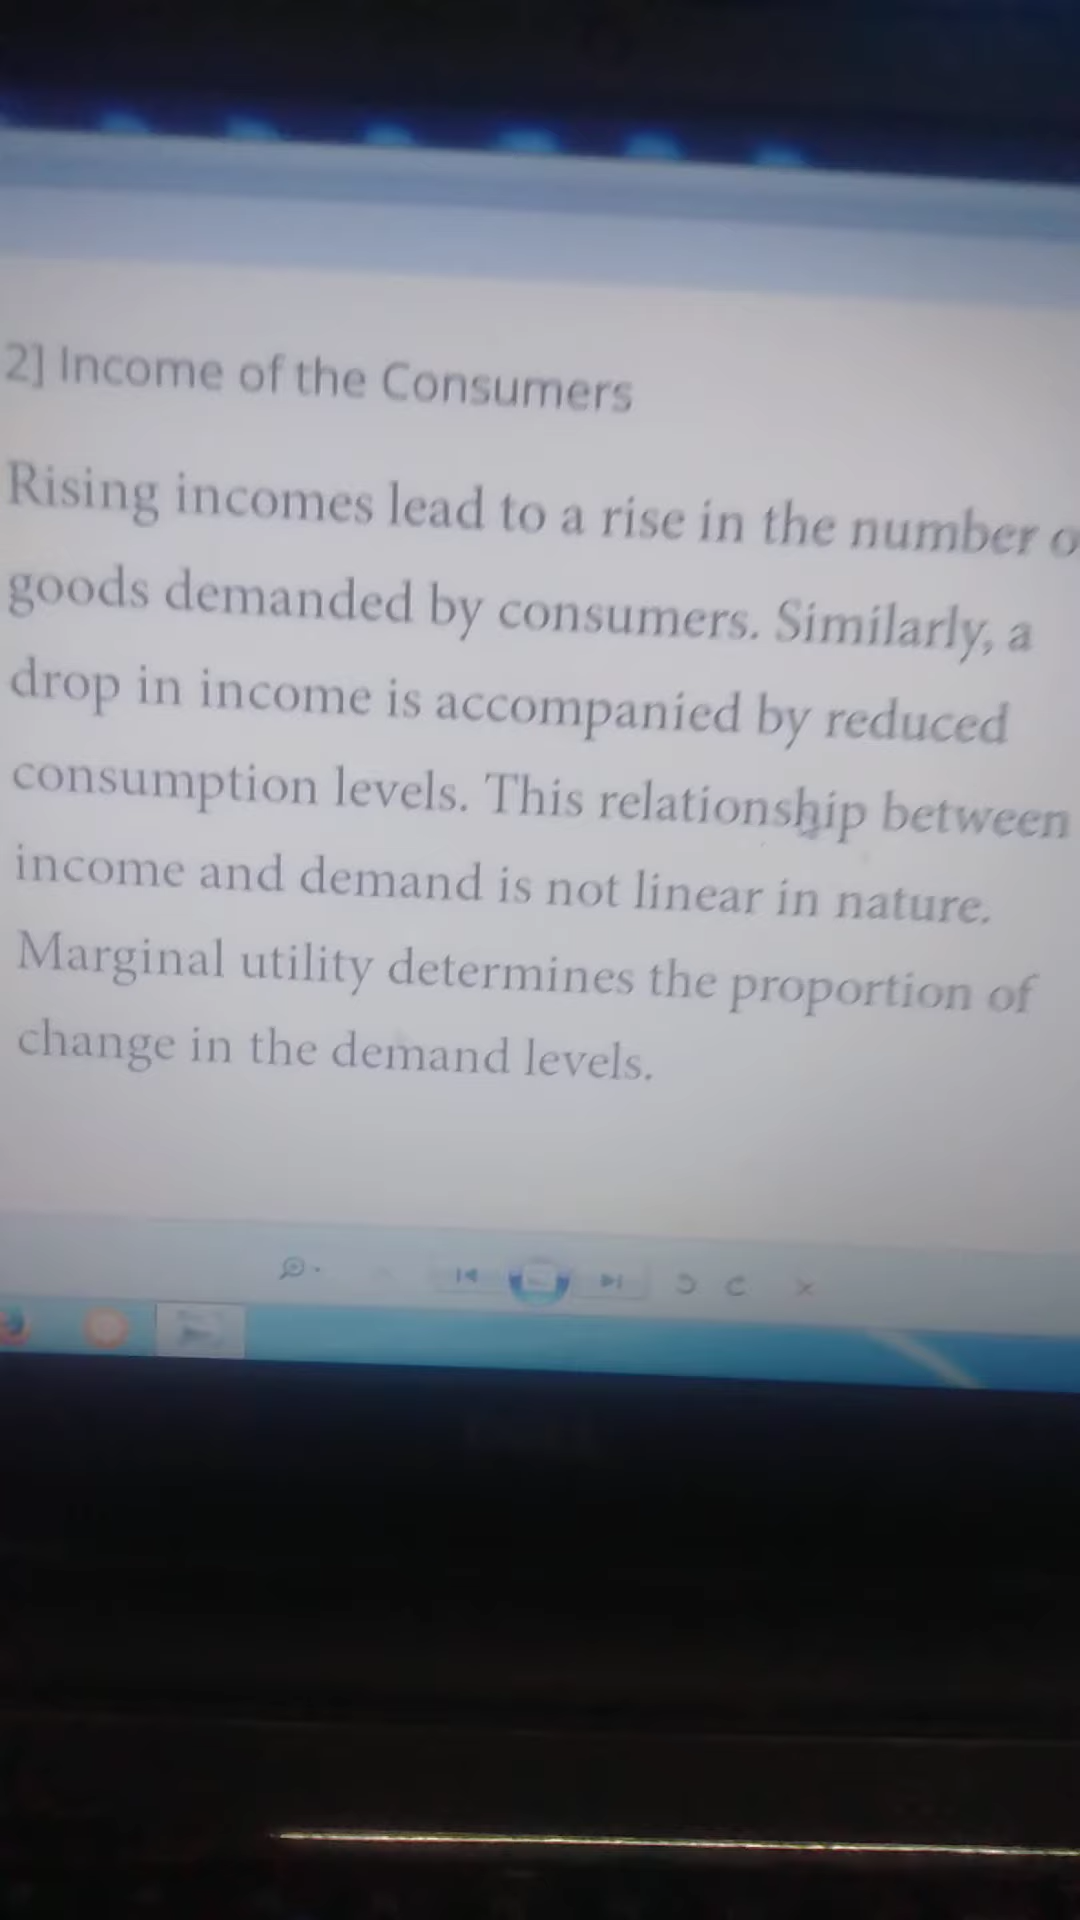 2] Income of the Consumers
Rising incomes lead to a rise in the number o
goods demanded by consumers. Similarly, a
drop in income is accompanied by reduced
consumption levels. This relationship between
income and demand is not linear in nature.
Marginal utility determines the proportion of
change in the demand levels.